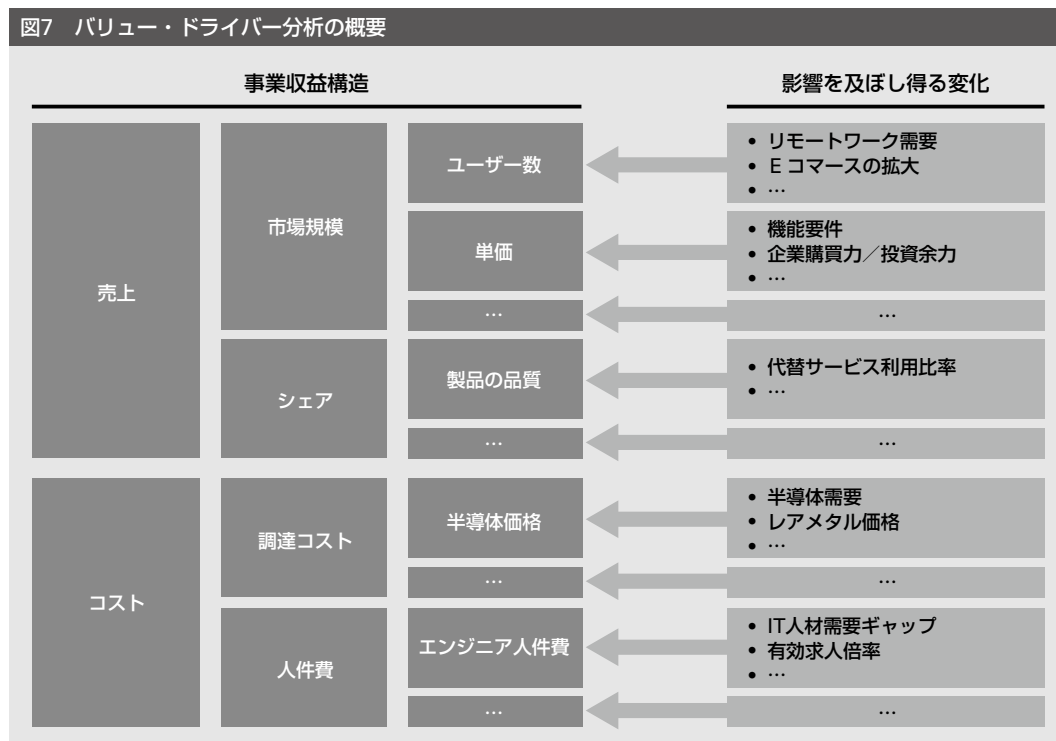 図7 バリュー・ドライバー分析の概要
事業収益構造
影響を及ぼし得る変化
売上
市場規模
ユーザー数
• リモートワーク需要
• Eコマースの拡大
• …
単価
• 機能要件
• 企業購買力／投資余力
• …
…
…
シェア
製品の品質
• 代替サービス利用比率
• …
…
…
コスト
調達コスト
半導体価格
• 半導体需要
• レアメタル価格
• …
…
…
人件費
エンジニア人件費
• IT人材需要ギャップ
• 有効求人倍率
• …
…
…